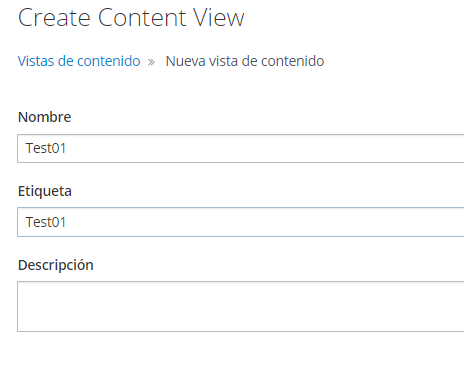 Create Content View
Vistas de contenido » Nueva vista de contenido
Nombre
Test01
Etiqueta
Test01
Descripción